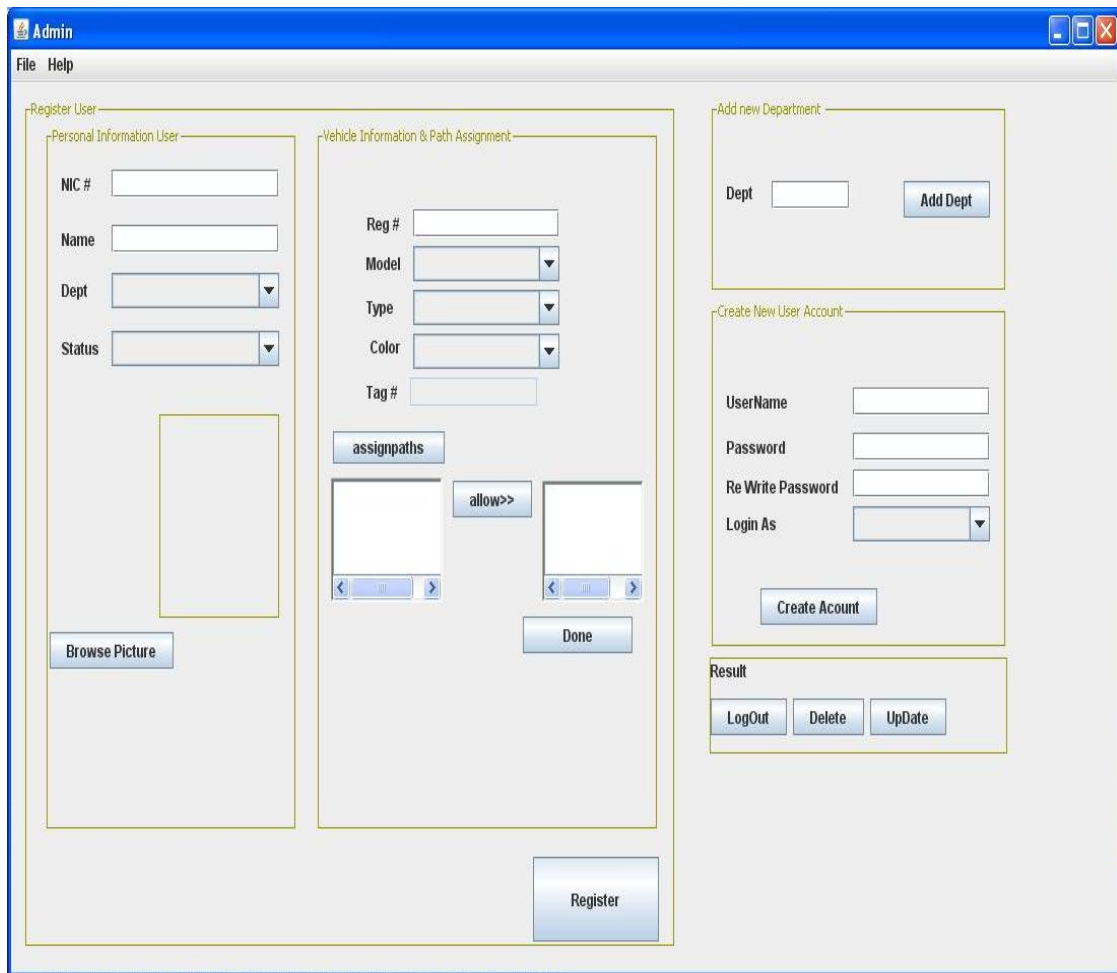 Admin
File Help
Register User
Personal Information User
NIC #
Name
Dept
Status
Browse Picture
Vehicle Information & Path Assignment
Reg #
Model
Type
Color
Tag #
assignpaths
allow>>
Done
Register
Add new Department
Dept
Add Dept
Create New User Account
UserName
Password
Re Write Password
Login As
Create Acount
Result
LogOut Delete UpDate